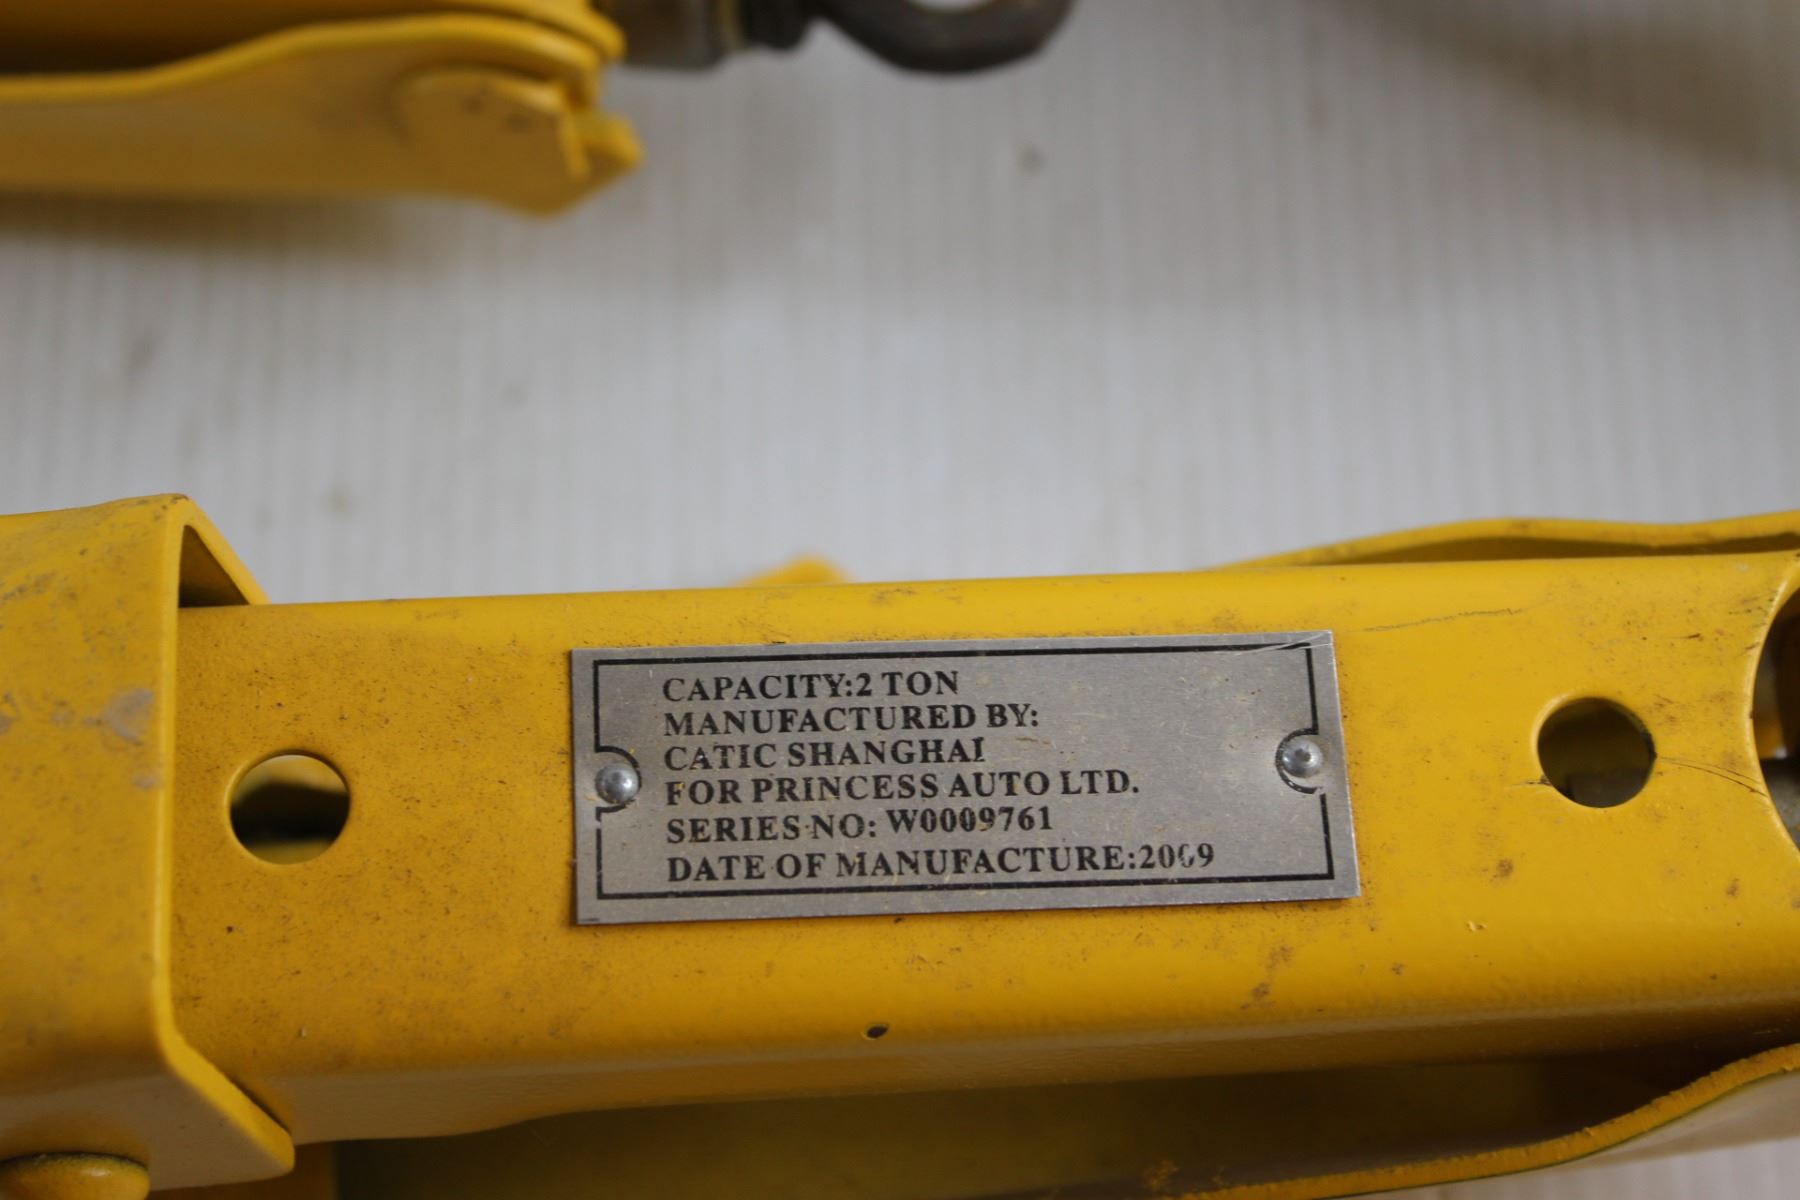 CAPACITY:2 TON
MANUFACTURED BY:
CATIC SHANGHAI
FOR PRINCESS AUTO LTD.
SERIES NO: W0009761
DATE OF MANUFACTURE:2009